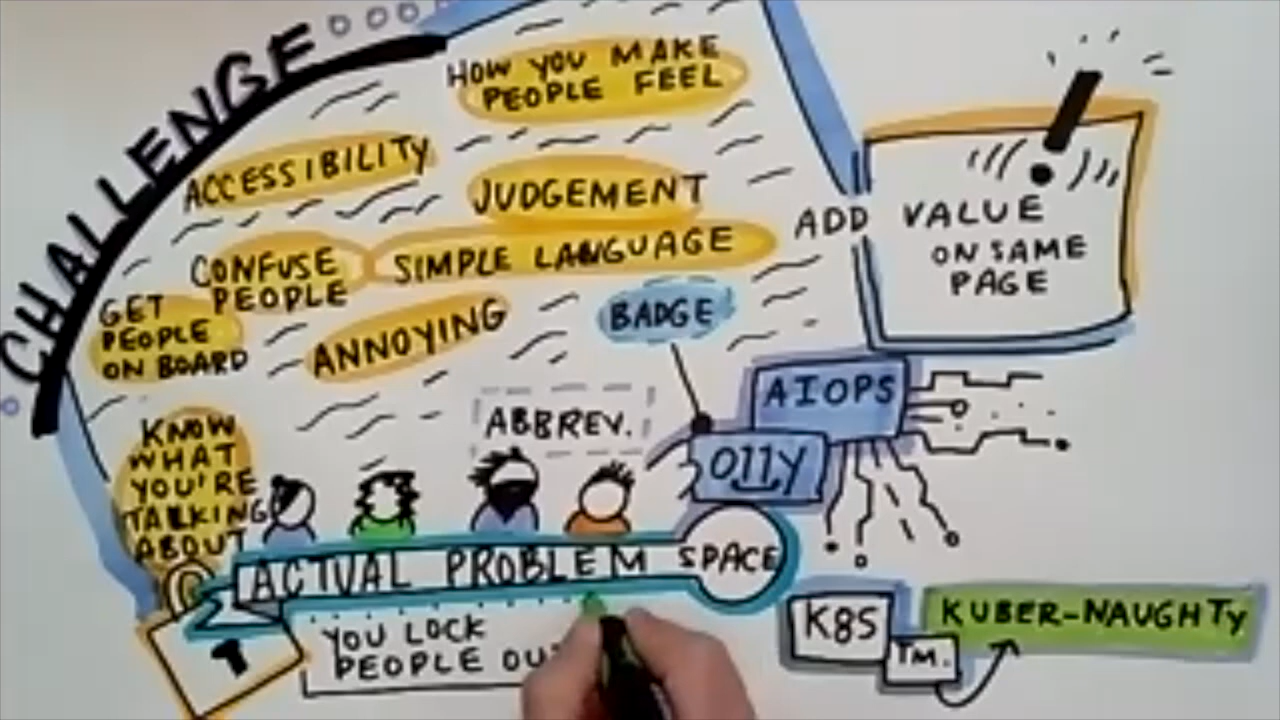 CHALLENGE
HOW YOU MAKE
PEOPLE FEEL
ACCESSIBILITY
JUDGEMENT
CONFUSE
PEOPLE
SIMPLE LANGUAGE
GET
PEOPLE
ON BOARD
ANNOYING
BADGE
ADD VALUE
ON SAME
PAGE
ABBREV.
AIOPS
O11Y
KNOW
WHAT
YOU'RE
TALKING
ABOUT
ACTUAL PROBLEM SPACE
YOU LOCK
PEOPLE
K8S
TM.
KUBER-NAUGHTY